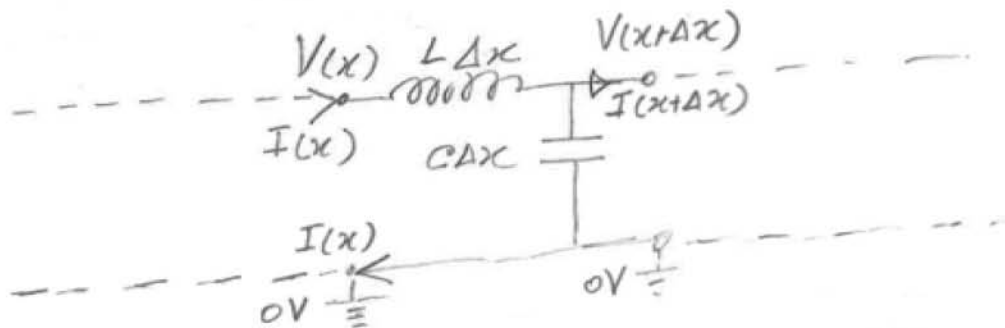 V(x) LΔx V(x+Δx)
I(x) I(x+Δx)
CΔx
I(x)
0V 0V